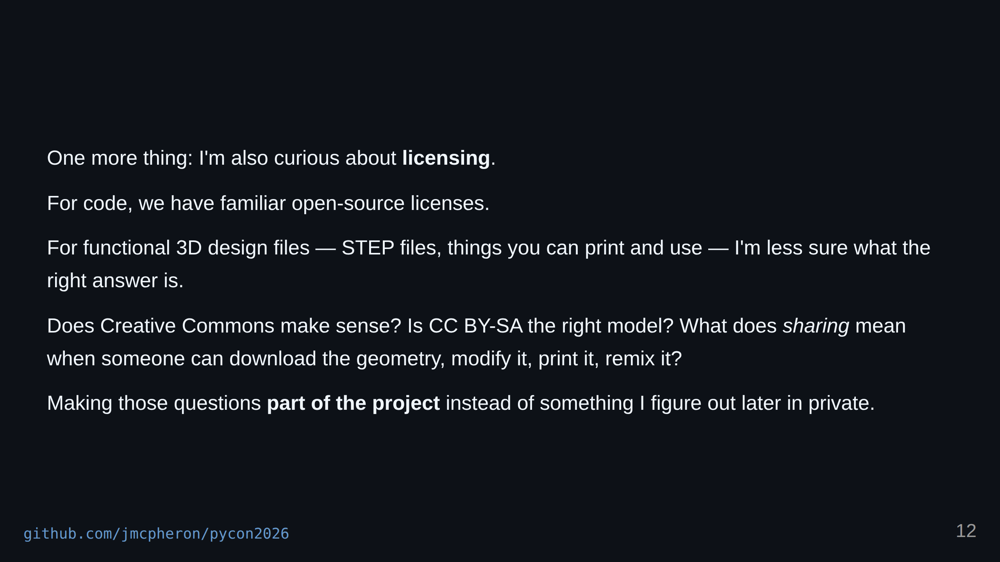 One more thing: I'm also curious about licensing.
For code, we have familiar open-source licenses.
For functional 3D design files — STEP files, things you can print and use — I'm less sure what the
right answer is.
Does Creative Commons make sense? Is CC BY-SA the right model? What does sharing mean
when someone can download the geometry, modify it, print it, remix it?
Making those questions part of the project instead of something I figure out later in private.
github.com/jmcpheron/pycon2026
12